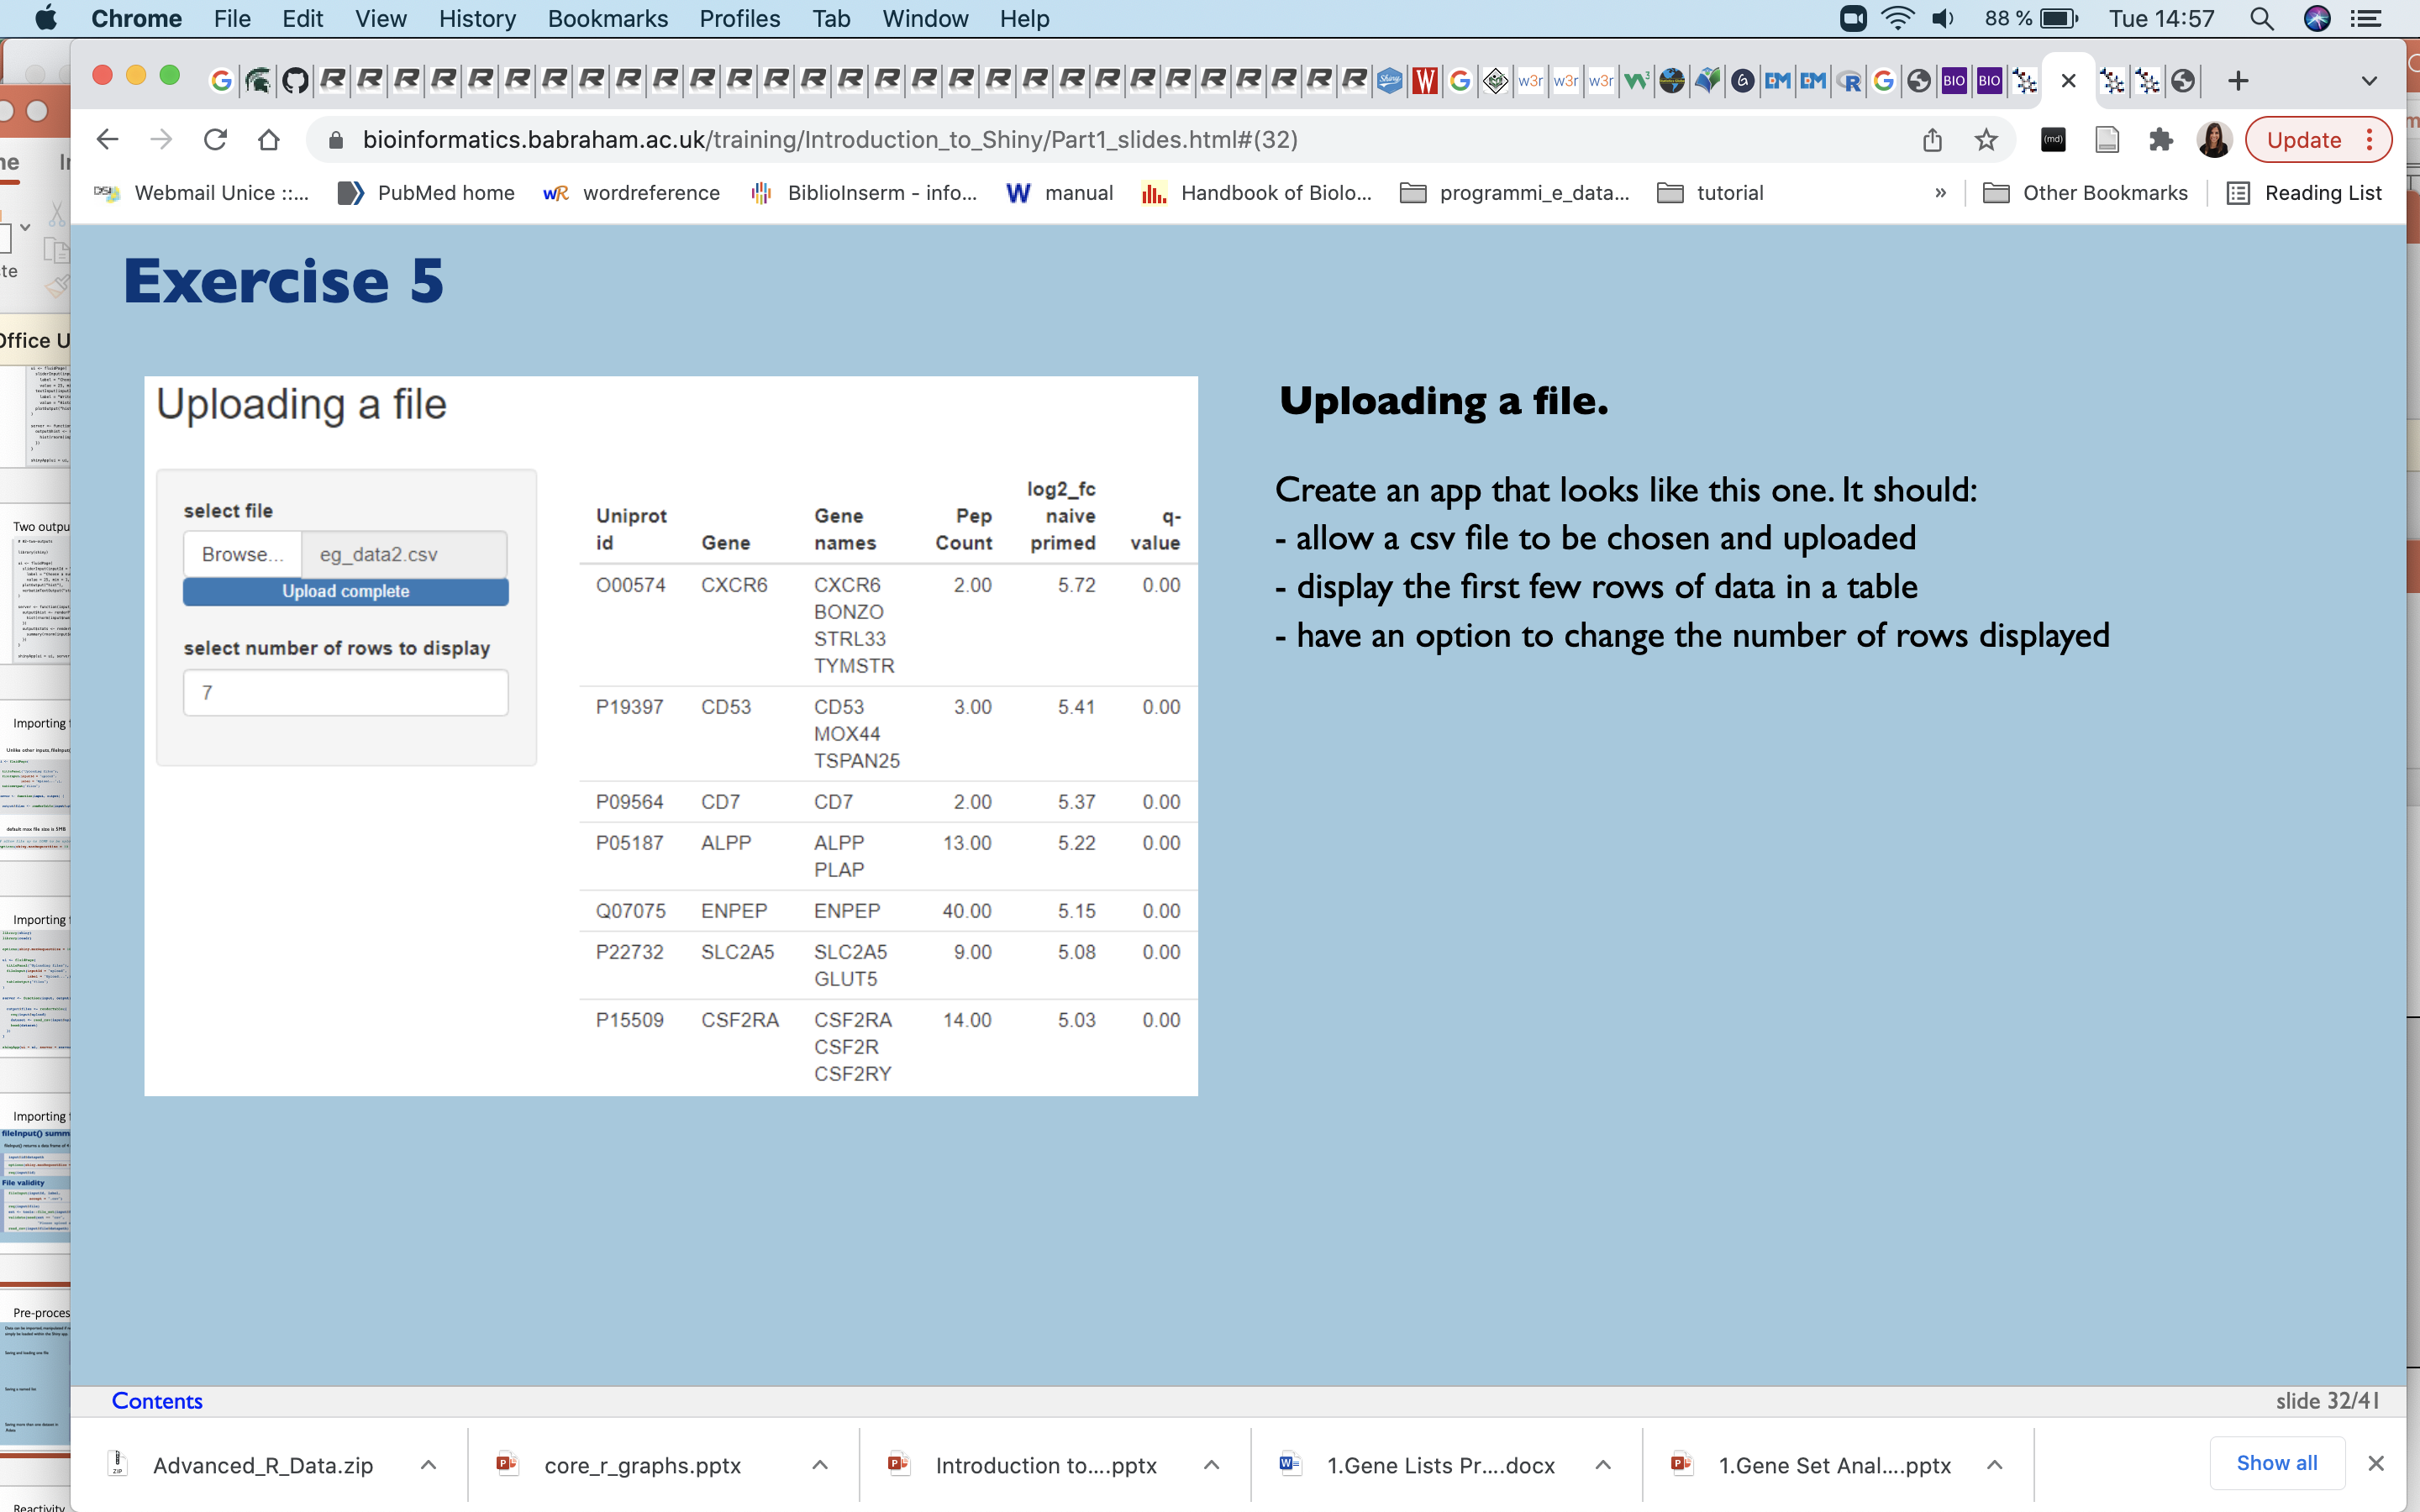 Chrome File Edit View History Bookmarks Profiles Tab Window Help 88 % Tue 14:57
bioinformatics.babraham.ac.uk/training/Introduction_to_Shiny/Part1_slides.html#(32) Update
Webmail Unice ::... PubMed home wordreference BiblioInserm - info... manual Handbook of Biolo... programmi_e_data... tutorial » Other Bookmarks Reading List
Exercise 5
Uploading a file
select file
Browse... eg_data2.csv
Upload complete
select number of rows to display
7
Uniprot id Gene Gene names Pep Count log2_fc naive primed q-value
O00574 CXCR6 CXCR6 2.00 5.72 0.00
BONZO
STRL33
TYMSTR
P19397 CD53 CD53 3.00 5.41 0.00
MOX44
TSPAN25
P09564 CD7 CD7 2.00 5.37 0.00
P05187 ALPP ALPP 13.00 5.22 0.00
PLAP
Q07075 ENPEP ENPEP 40.00 5.15 0.00
P22732 SLC2A5 SLC2A5 9.00 5.08 0.00
GLUT5
P15509 CSF2RA CSF2RA 14.00 5.03 0.00
CSF2R
CSF2RY
Uploading a file.
Create an app that looks like this one. It should:
- allow a csv file to be chosen and uploaded
- display the first few rows of data in a table
- have an option to change the number of rows displayed
Contents
slide 32/41
Advanced_R_Data.zip core_r_graphs.pptx Introduction to....pptx 1.Gene Lists Pr....docx 1.Gene Set Anal....pptx Show all